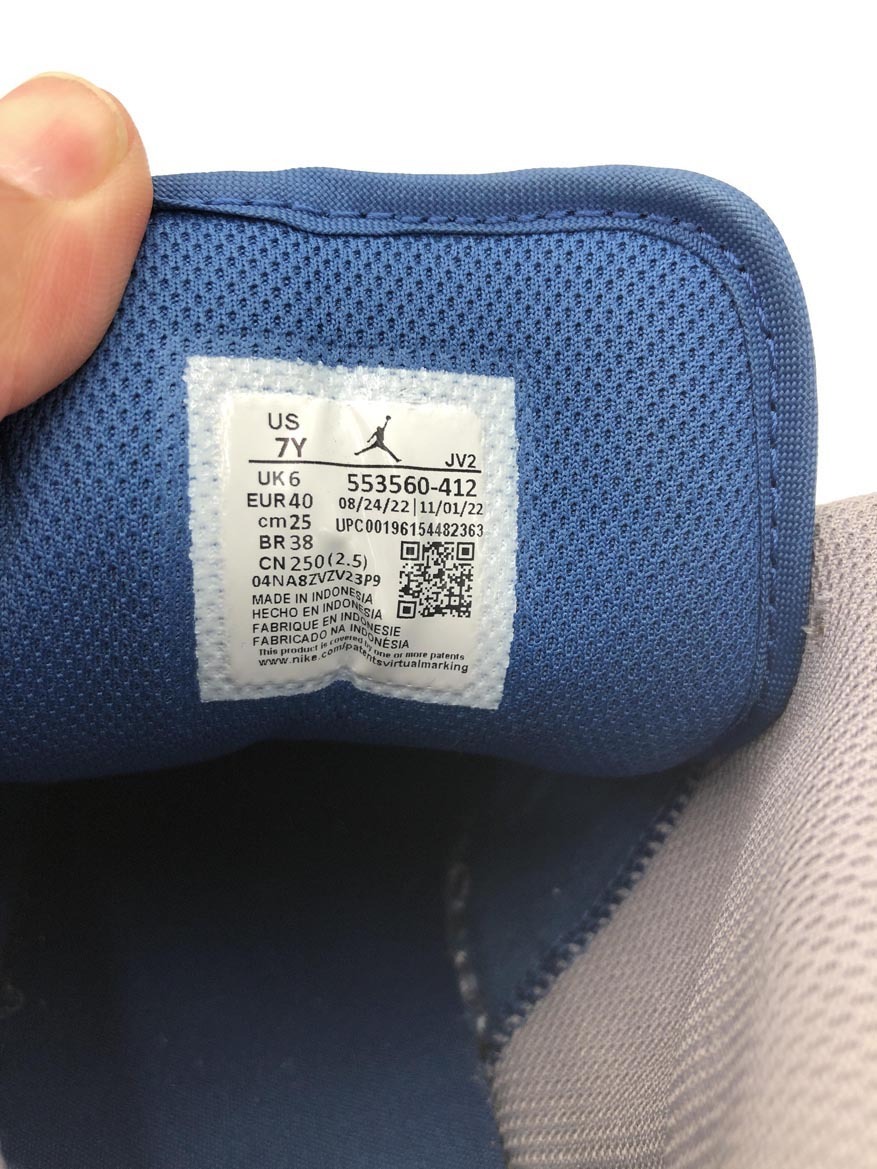 US
7Y
JV2
UK 6
553560-412
EUR 40
08/24/22 | 11/01/22
cm 25
UPC00196154482363
BR 38
CN 250 (2.5)
04NA8ZVZV23P9
MADE IN INDONESIA
HECHO EN INDONESIA
FABRIQUE EN INDONESIE
FABRICADO NA INDONÉSIA
This product is covered by one or more patents
www.nike.com/patentsvirtualmarking